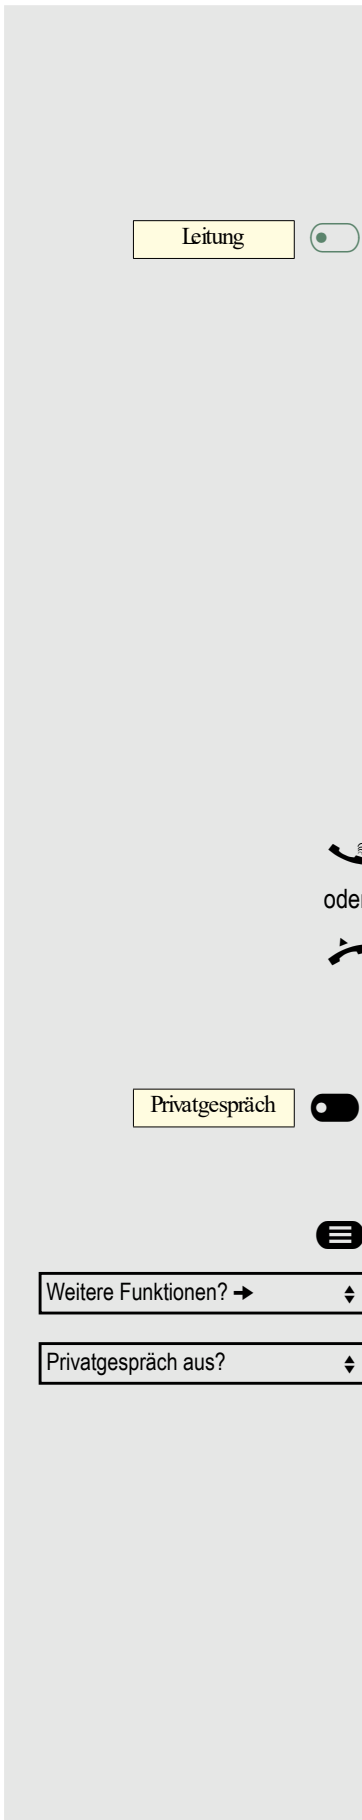 Leitung
oder
Privatgespräch
Weitere Funktionen? →
Privatgespräch aus?